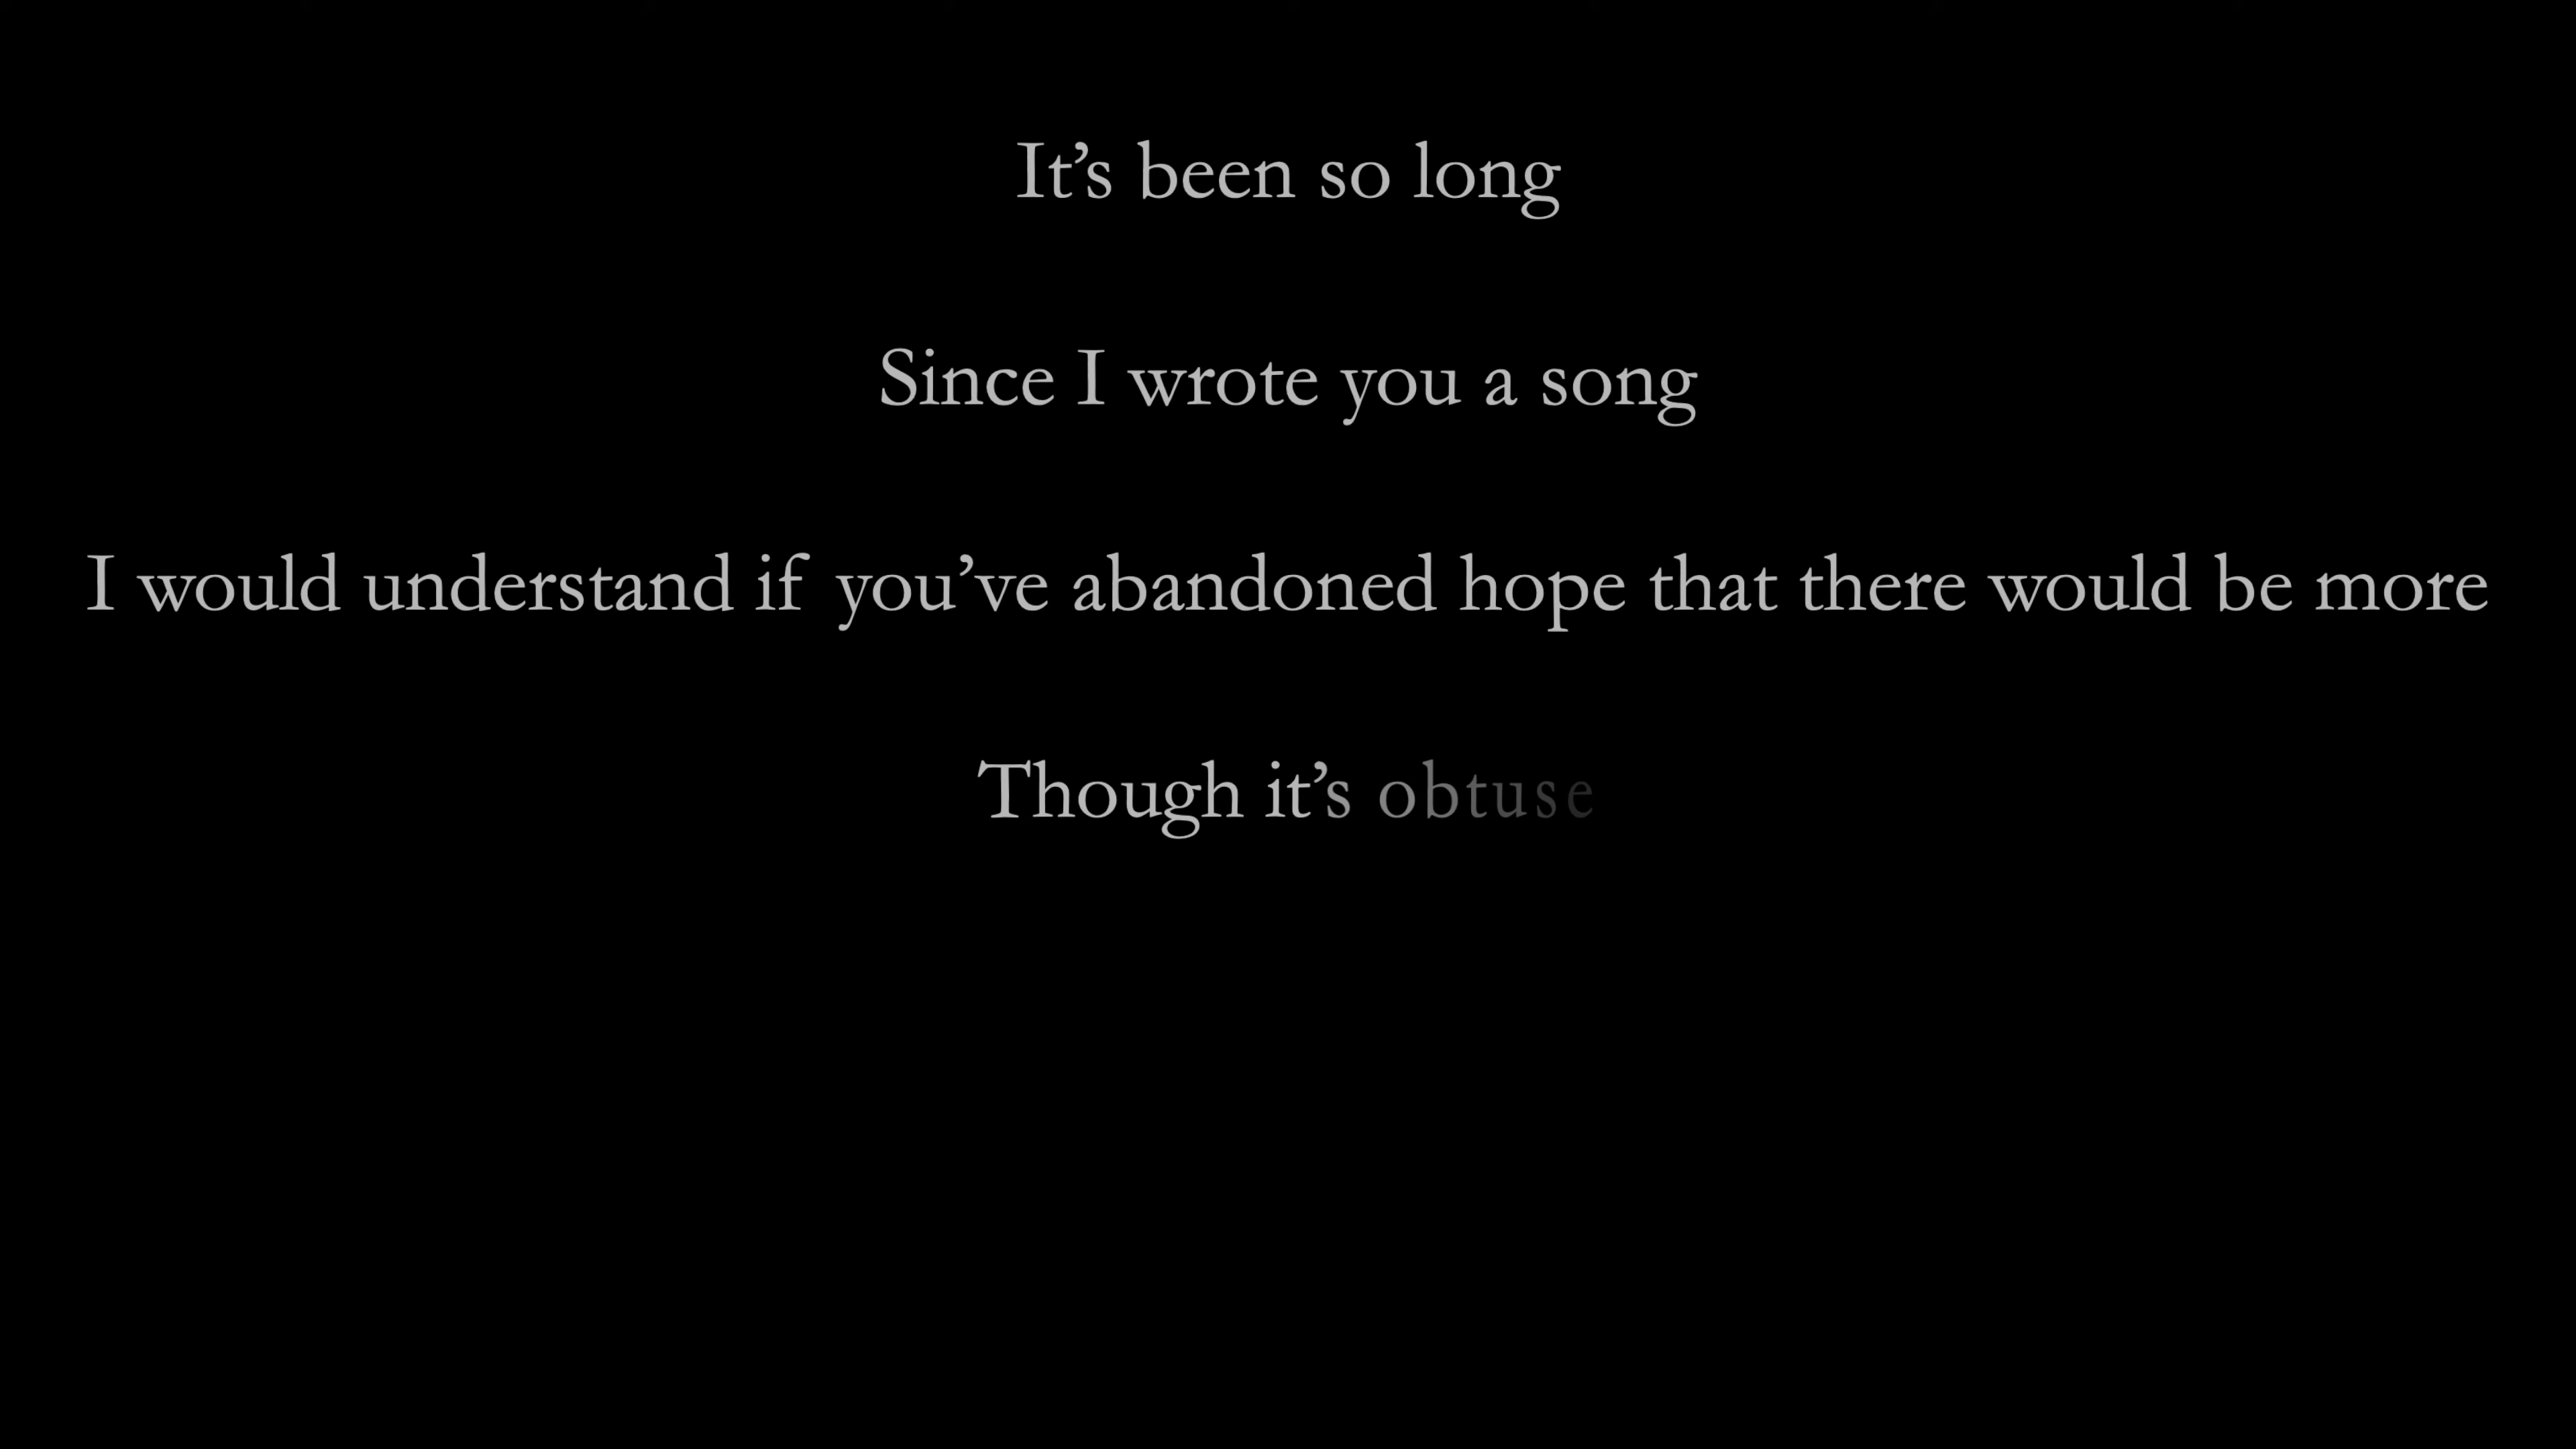 It’s been so long
Since I wrote you a song
I would understand if you’ve abandoned hope that there would be more
Though it’s obtuse